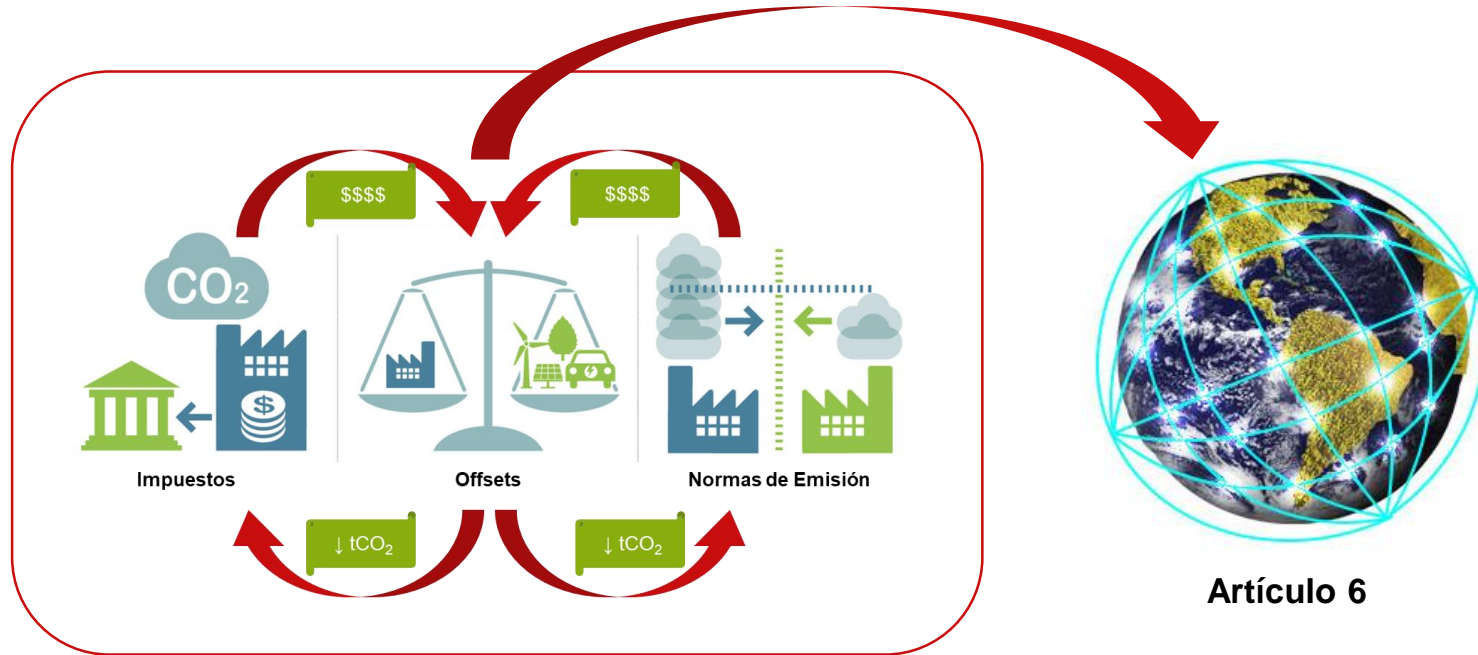 $$$$
$$$$
CO₂
$
Impuestos
Offsets
Normas de Emisión
↓ tCO₂
↓ tCO₂
Artículo 6